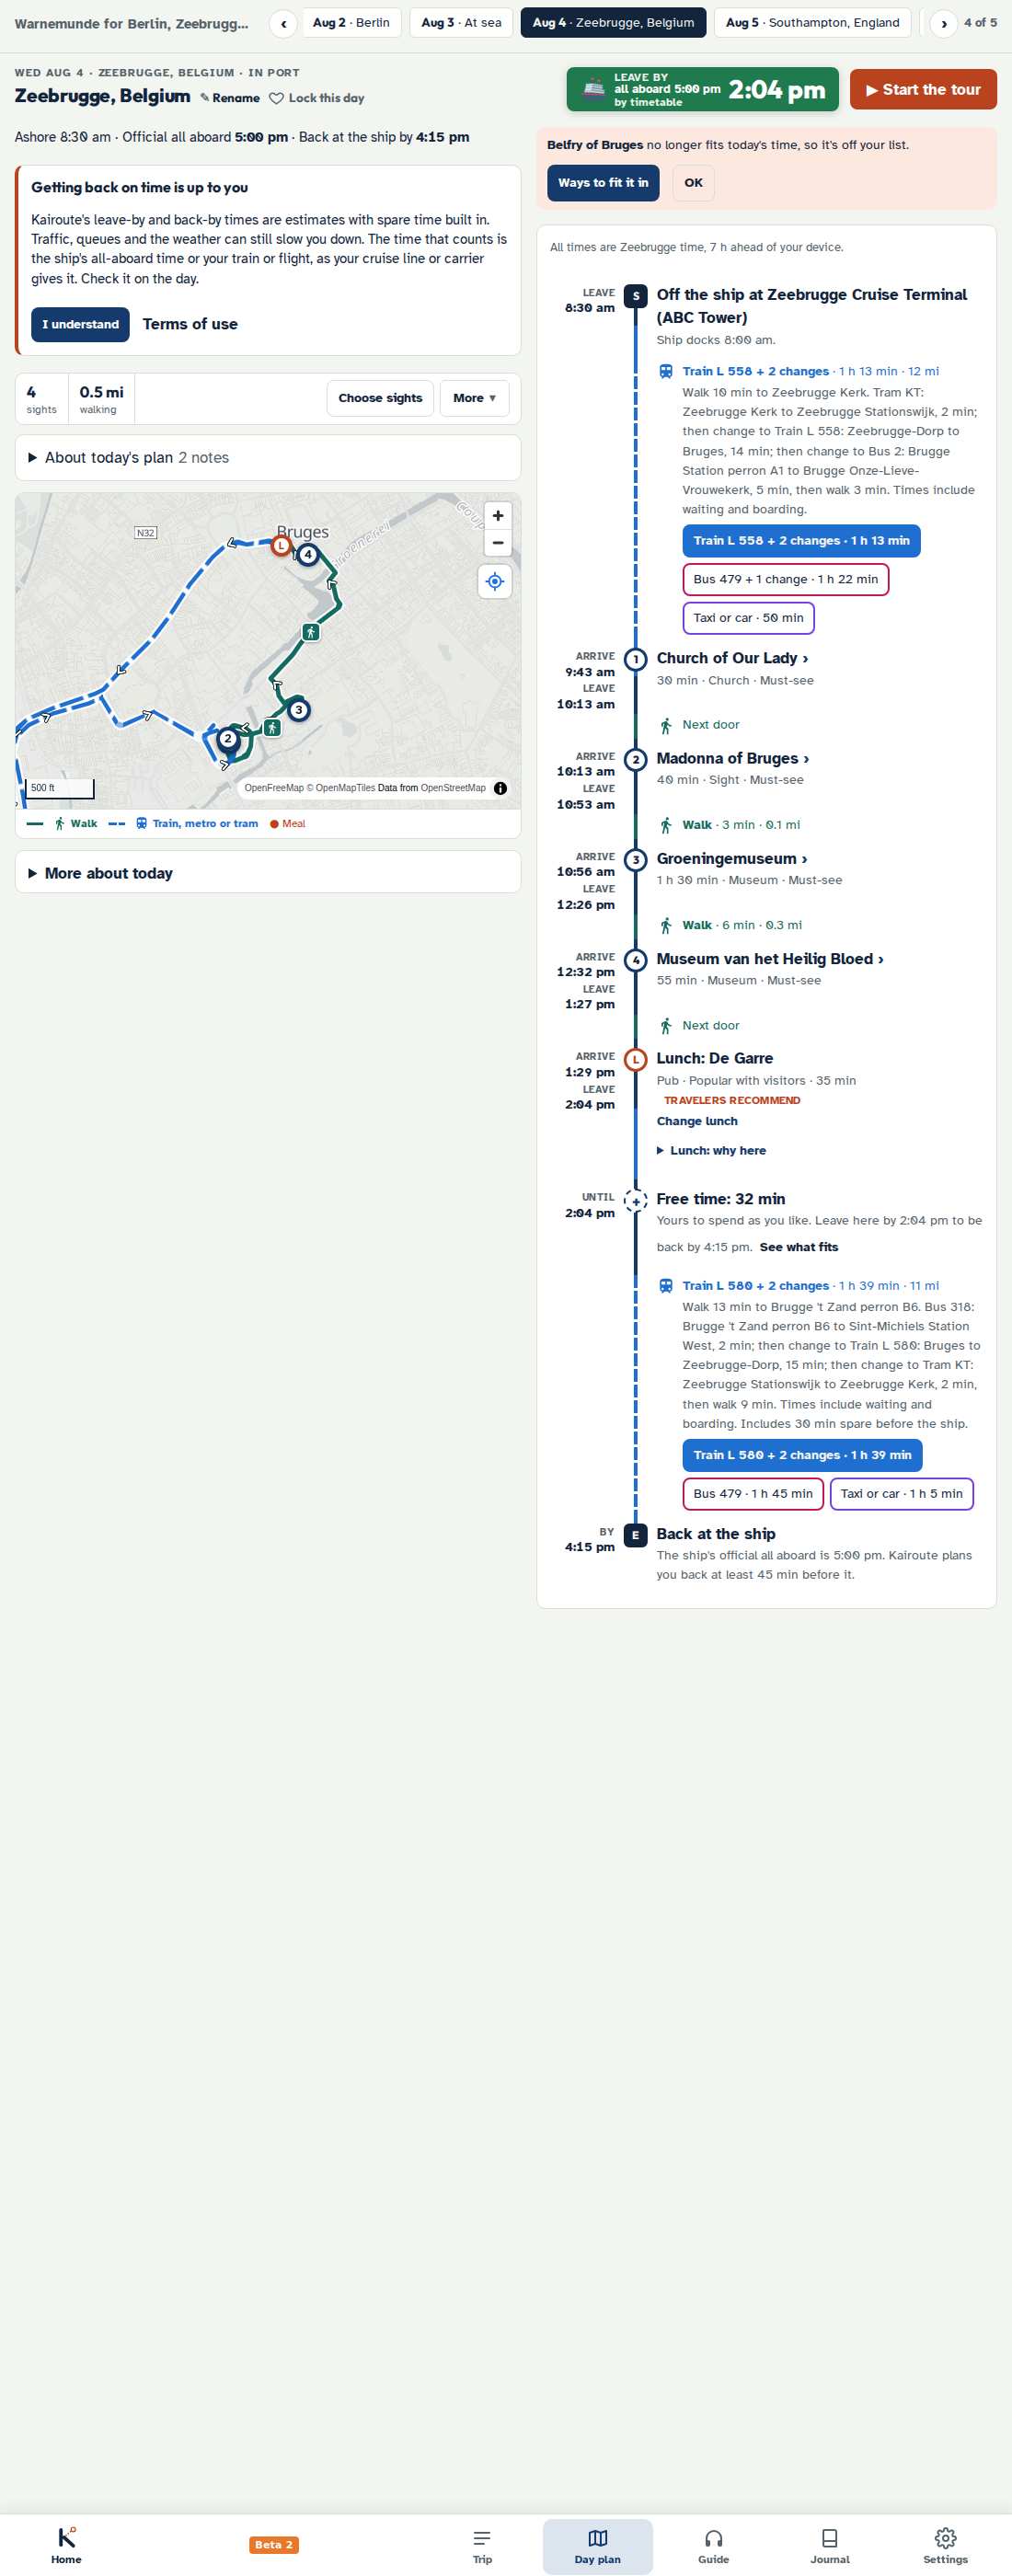 Warnemunde for Berlin, Zeebrugg...
‹
Aug 2 · Berlin
Aug 3 · At sea
Aug 4 · Zeebrugge, Belgium
Aug 5 · Southampton, England
›
4 of 5
WED AUG 4 · ZEEBRUGGE, BELGIUM · IN PORT
Zeebrugge, Belgium ✎ Rename ♡ Lock this day
LEAVE BY
all aboard 5:00 pm
by timetable
2:04 pm
▶ Start the tour
Ashore 8:30 am · Official all aboard 5:00 pm · Back at the ship by 4:15 pm
Getting back on time is up to you
Kairoute's leave-by and back-by times are estimates with spare time built in.
Traffic, queues and the weather can still slow you down. The time that counts is
the ship's all-aboard time or your train or flight, as your cruise line or carrier
gives it. Check it on the day.
I understand
Terms of use
4
sights
0.5 mi
walking
Choose sights
More ▼
▶ About today's plan 2 notes
N32
Bruges
Groenerei
Coup
L
4
3
2
+
−
500 ft
OpenFreeMap © OpenMapTiles Data from OpenStreetMap
Walk
Train, metro or tram
Meal
▶ More about today
Belfry of Bruges no longer fits today's time, so it's off your list.
Ways to fit it in
OK
All times are Zeebrugge time, 7 h ahead of your device.
LEAVE
8:30 am
S
Off the ship at Zeebrugge Cruise Terminal
(ABC Tower)
Ship docks 8:00 am.
Train L 558 + 2 changes · 1 h 13 min · 12 mi
Walk 10 min to Zeebrugge Kerk. Tram KT:
Zeebrugge Kerk to Zeebrugge Stationswijk, 2 min;
then change to Train L 558: Zeebrugge-Dorp to
Bruges, 14 min; then change to Bus 2: Brugge
Station perron A1 to Brugge Onze-Lieve-
Vrouwekerk, 5 min, then walk 3 min. Times include
waiting and boarding.
Train L 558 + 2 changes · 1 h 13 min
Bus 479 + 1 change · 1 h 22 min
Taxi or car · 50 min
ARRIVE
9:43 am
LEAVE
10:13 am
1
Church of Our Lady ›
30 min · Church · Must-see
Next door
ARRIVE
10:13 am
LEAVE
10:53 am
2
Madonna of Bruges ›
40 min · Sight · Must-see
Walk · 3 min · 0.1 mi
ARRIVE
10:56 am
LEAVE
12:26 pm
3
Groeningemuseum ›
1 h 30 min · Museum · Must-see
Walk · 6 min · 0.3 mi
ARRIVE
12:32 pm
LEAVE
1:27 pm
4
Museum van het Heilig Bloed ›
55 min · Museum · Must-see
Next door
ARRIVE
1:29 pm
LEAVE
2:04 pm
L
Lunch: De Garre
Pub · Popular with visitors · 35 min
TRAVELERS RECOMMEND
Change lunch
▶ Lunch: why here
UNTIL
2:04 pm
+
Free time: 32 min
Yours to spend as you like. Leave here by 2:04 pm to be
back by 4:15 pm. See what fits
Train L 580 + 2 changes · 1 h 39 min · 11 mi
Walk 13 min to Brugge 't Zand perron B6. Bus 318:
Brugge 't Zand perron B6 to Sint-Michiels Station
West, 2 min; then change to Train L 580: Bruges to
Zeebrugge-Dorp, 15 min; then change to Tram KT:
Zeebrugge Stationswijk to Zeebrugge Kerk, 2 min,
then walk 9 min. Times include waiting and
boarding. Includes 30 min spare before the ship.
Train L 580 + 2 changes · 1 h 39 min
Bus 479 · 1 h 45 min
Taxi or car · 1 h 5 min
BY
4:15 pm
E
Back at the ship
The ship's official all aboard is 5:00 pm. Kairoute plans
you back at least 45 min before it.
Home
Beta 2
Trip
Day plan
Guide
Journal
Settings